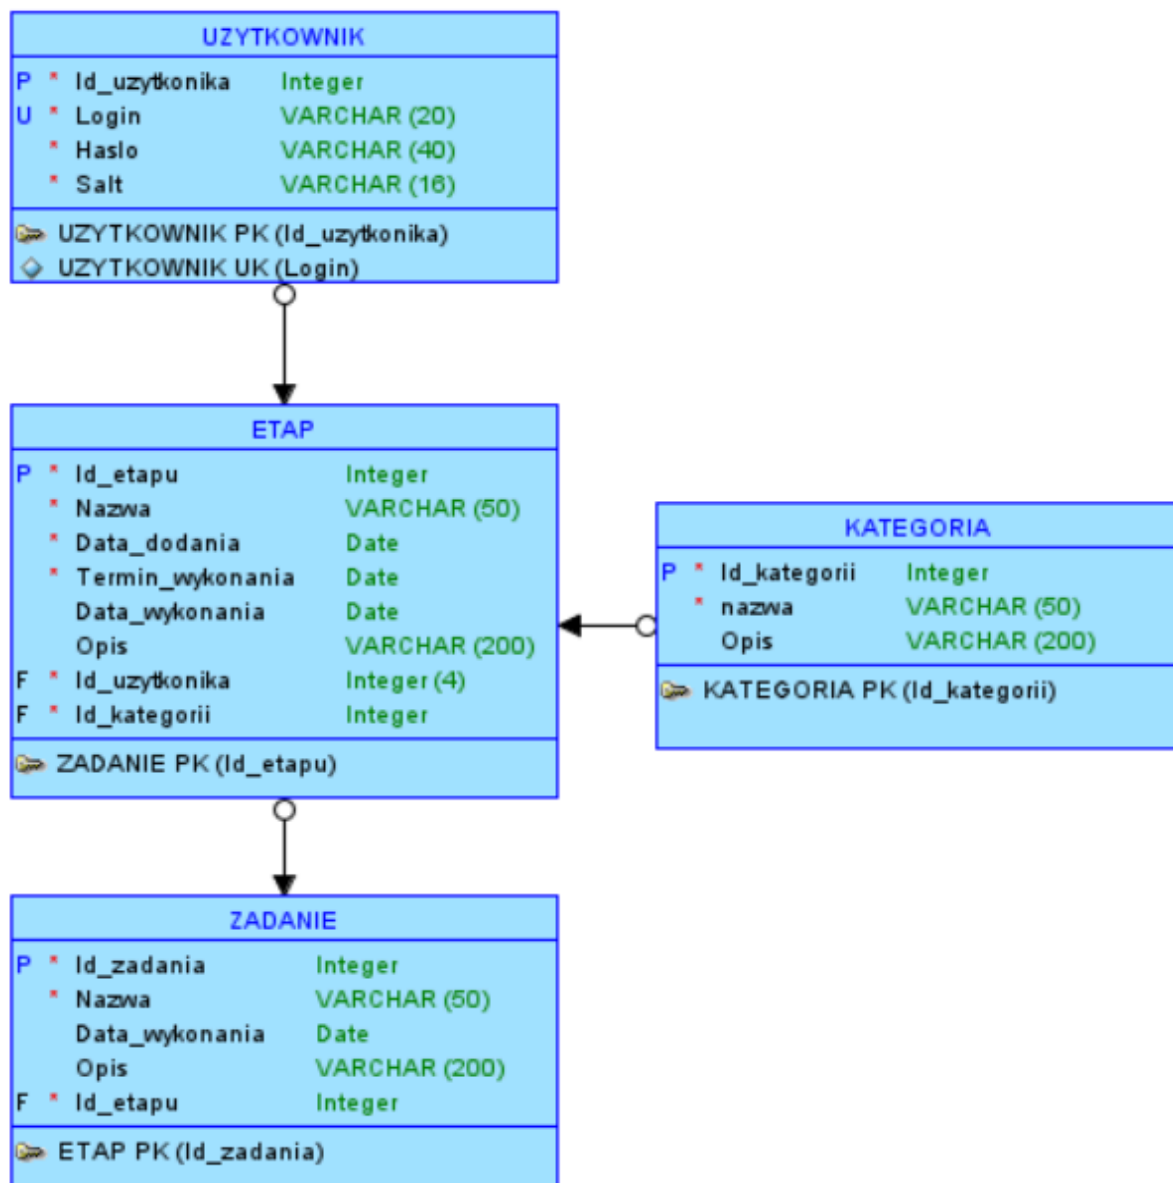 UZYTKOWNIK
P * Id_uzytkonika Integer
U * Login VARCHAR (20)
* Haslo VARCHAR (40)
* Salt VARCHAR (16)
UZYTKOWNIK PK (Id_uzytkonika)
UZYTKOWNIK UK (Login)
ETAP
P * Id_etapu Integer
* Nazwa VARCHAR (50)
* Data_dodania Date
* Termin_wykonania Date
Data_wykonania Date
Opis VARCHAR (200)
F * Id_uzytkonika Integer (4)
F * Id_kategorii Integer
ZADANIE PK (Id_etapu)
KATEGORIA
P * Id_kategorii Integer
* nazwa VARCHAR (50)
Opis VARCHAR (200)
KATEGORIA PK (Id_kategorii)
ZADANIE
P * Id_zadania Integer
* Nazwa VARCHAR (50)
Data_wykonania Date
Opis VARCHAR (200)
F * Id_etapu Integer
ETAP PK (Id_zadania)